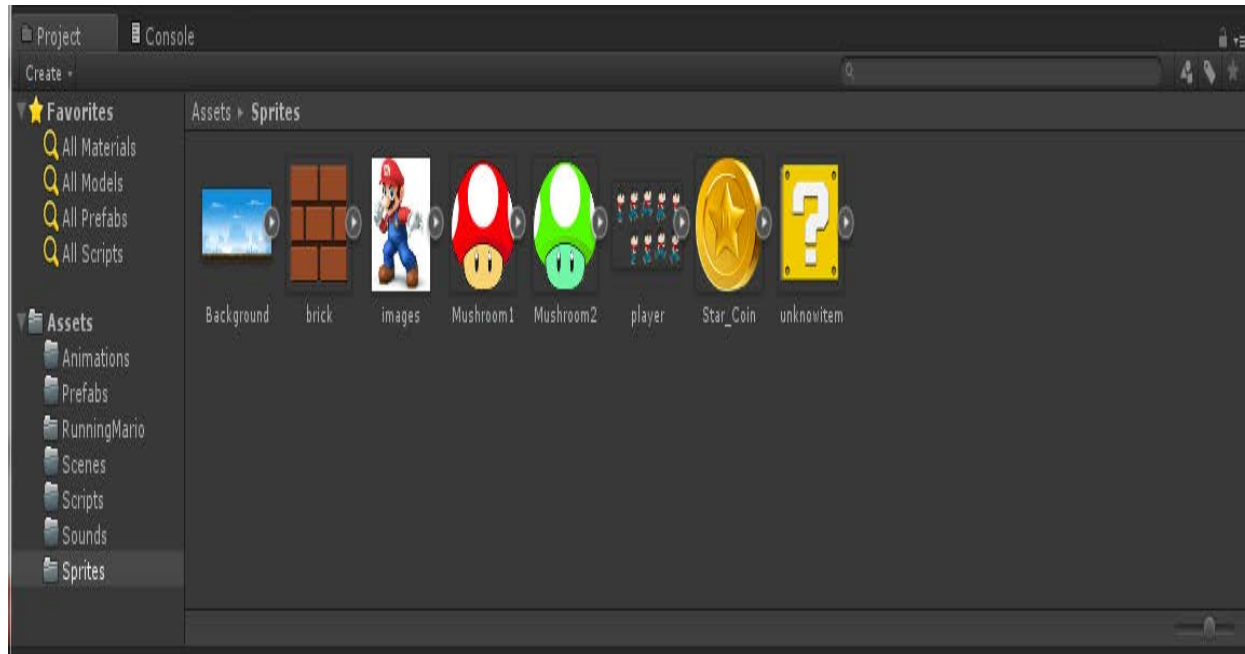 Project
Console
Create
Favorites
All Materials
All Models
All Prefabs
All Scripts
Assets
Animations
Prefabs
RunningMario
Scenes
Scripts
Sounds
Sprites
Assets ▸ Sprites
Background brick images Mushroom1 Mushroom2 player Star_Coin unknowitem